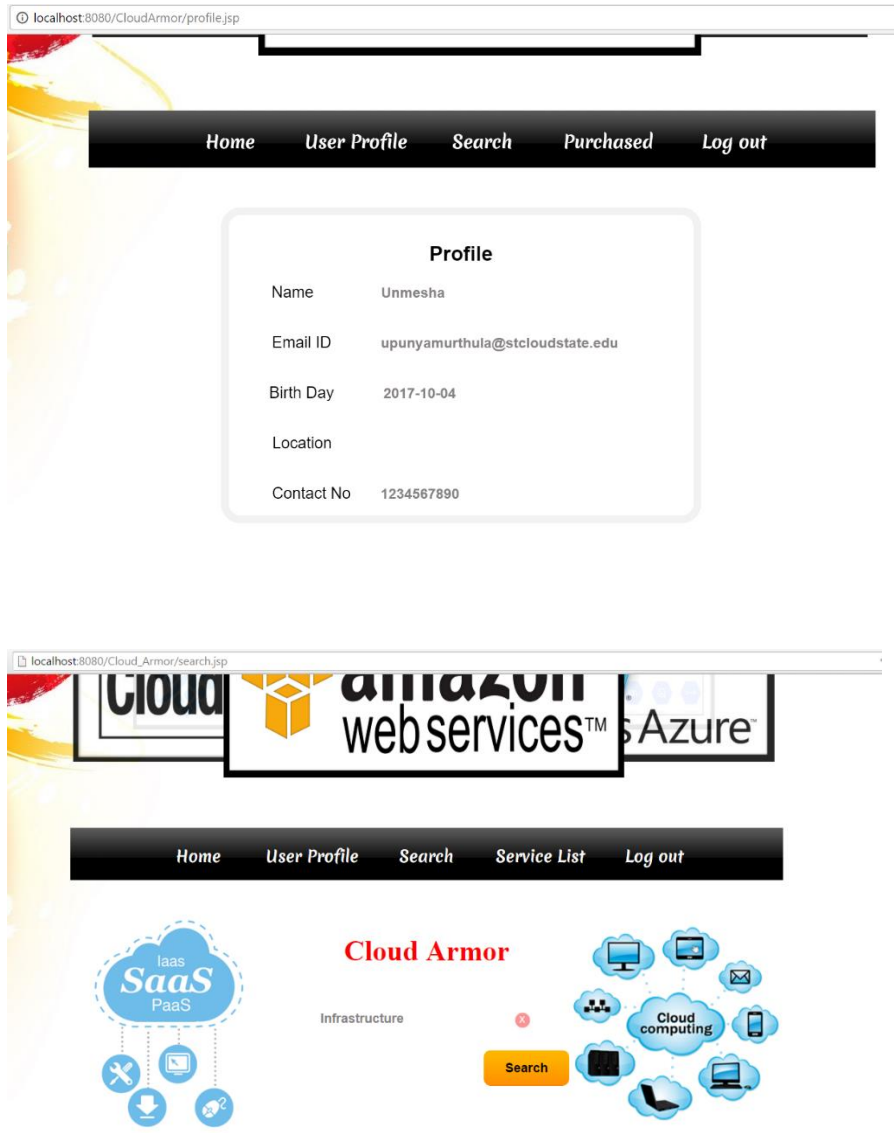 localhost:8080/CloudArmor/profile.jsp
Home User Profile Search Purchased Log out
Profile
Name Unmesha
Email ID upunyamurthula@stcloudstate.edu
Birth Day 2017-10-04
Location
Contact No 1234567890
localhost:8080/Cloud_Armor/search.jsp
Cloud amazon
web services™ s Azure™
Home User Profile Search Service List Log out
Cloud Armor
Iaas
SaaS
PaaS
Infrastructure X
Cloud
computing
Search